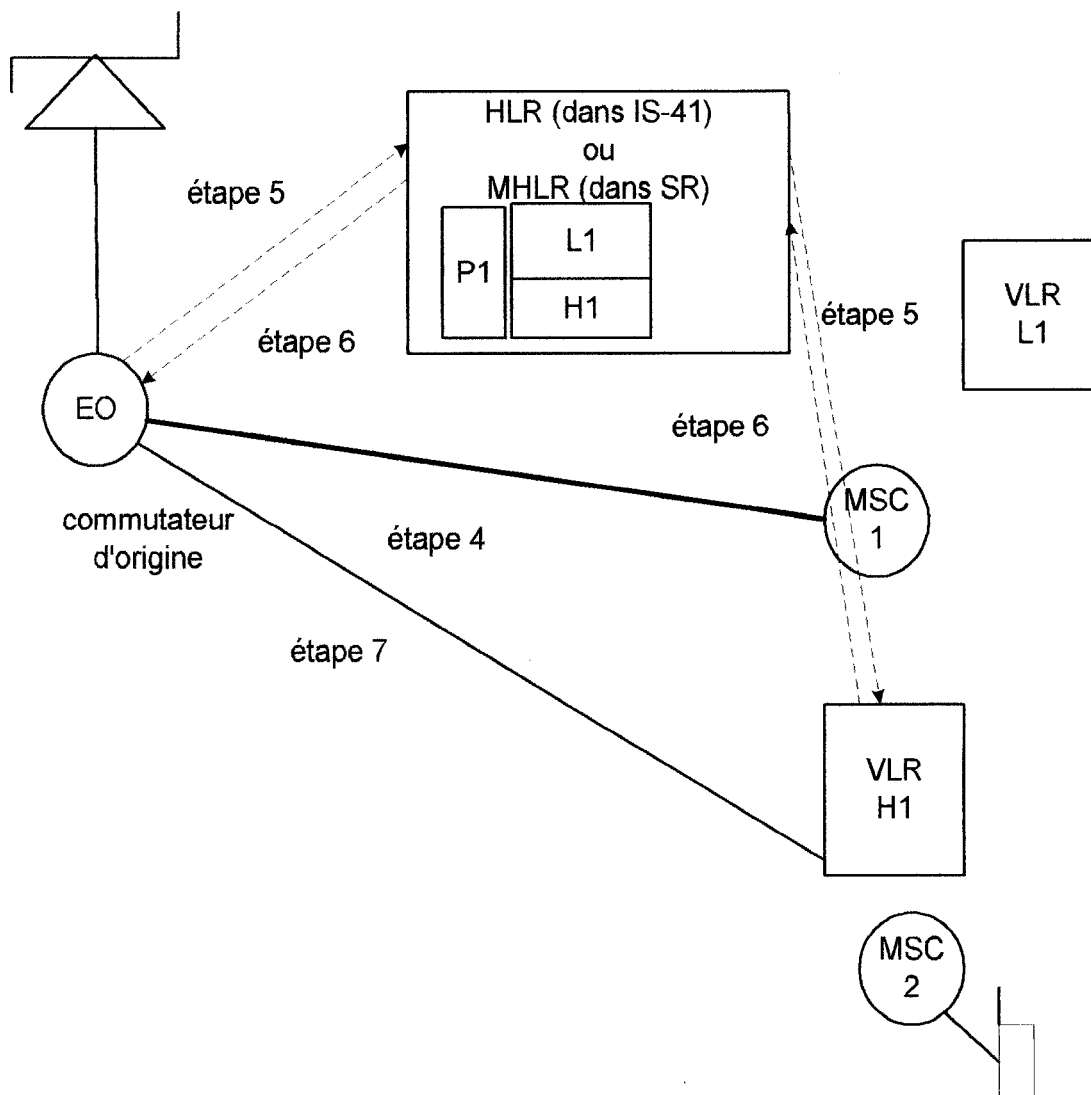 HLR (dans IS-41)
ou
MHLR (dans SR)
P1
L1
H1
étape 5
étape 6
VLR
L1
étape 5
étape 6
EO
commutateur
d'origine
étape 4
MSC
1
étape 7
VLR
H1
MSC
2